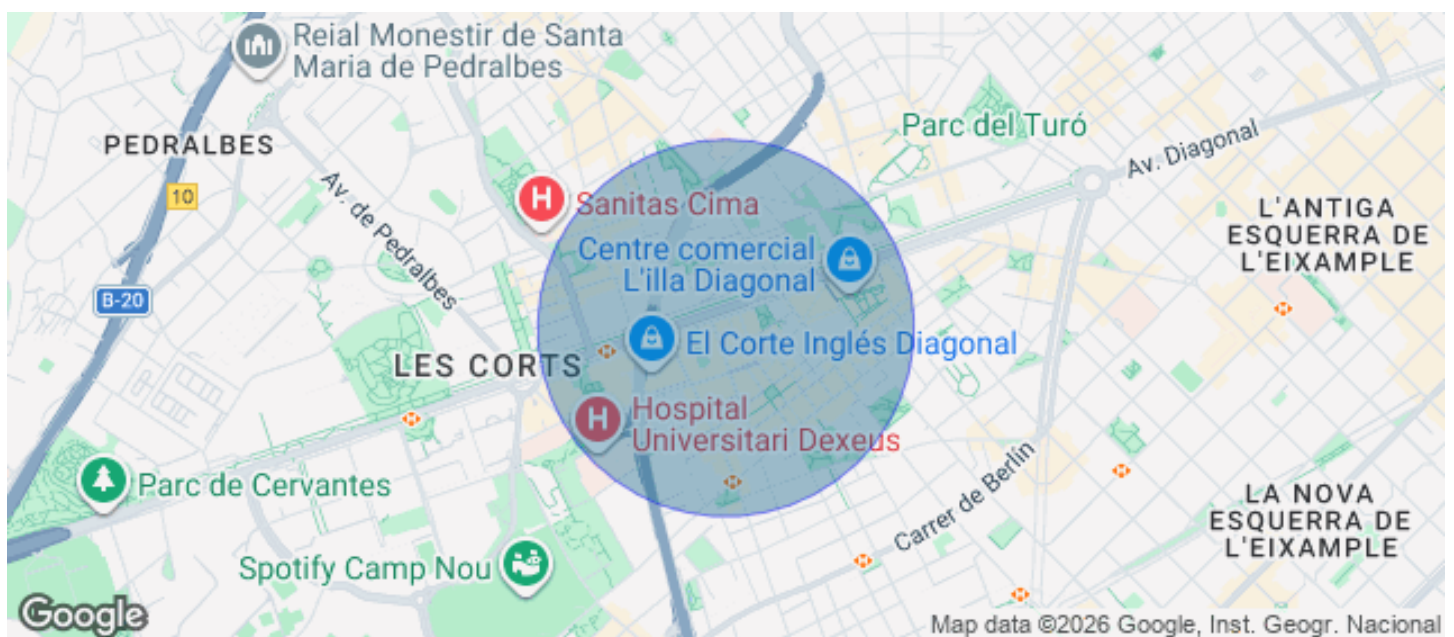 Reial Monestir de Santa
Maria de Pedralbes
PEDRALBES
10
Av. de Pedralbes
B-20
H
Sanitas Cima
Parc del Turó
Av. Diagonal
L'ANTIGA
ESQUERRA DE
L'EIXAMPLE
Centre comercial
L'illa Diagonal
El Corte Inglés Diagonal
LES CORTS
H
Hospital
Universitari Dexeus
Parc de Cervantes
Carrer de Berlín
LA NOVA
ESQUERRA DE
L'EIXAMPLE
Spotify Camp Nou
Google
Map data ©2026 Google, Inst. Geogr. Nacional